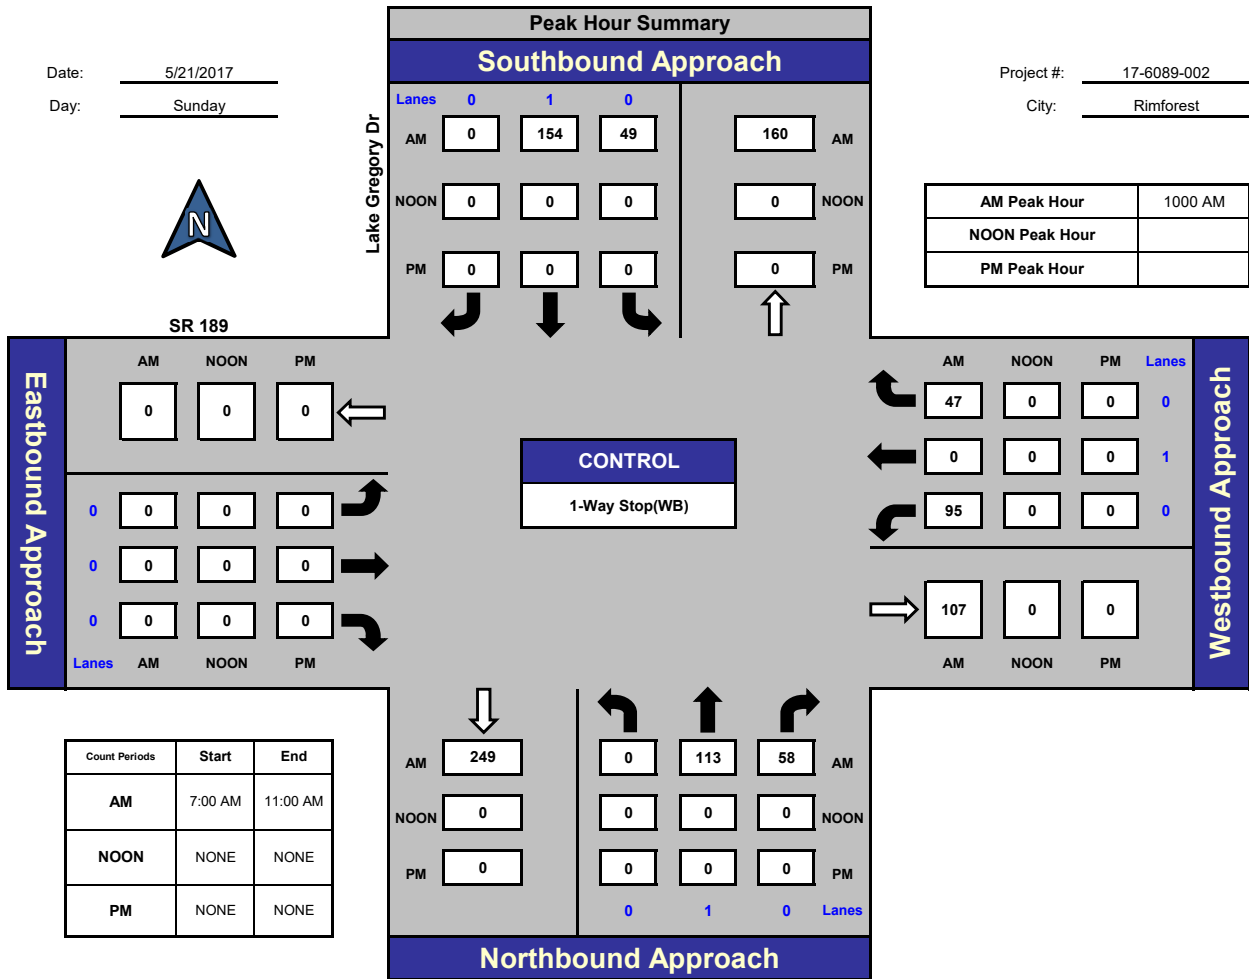 Peak Hour Summary
Southbound Approach
Date: 5/21/2017
Day: Sunday
Project #: 17-6089-002
City: Rimforest
N
Lake Gregory Dr
Lanes 0 1 0
AM 0 154 49 160 AM
NOON 0 0 0 0 NOON
PM 0 0 0 0 PM
AM Peak Hour 1000 AM
NOON Peak Hour
PM Peak Hour
SR 189
Eastbound Approach
AM NOON PM
0 0 0
0 0 0 0
0 0 0 0
0 0 0 0
Lanes AM NOON PM
CONTROL
1-Way Stop(WB)
AM NOON PM Lanes
47 0 0 0
0 0 0 1
95 0 0 0
107 0 0
AM NOON PM
Westbound Approach
Count Periods Start End
AM 7:00 AM 11:00 AM
NOON NONE NONE
PM NONE NONE
AM 249 0 113 58 AM
NOON 0 0 0 0 NOON
PM 0 0 0 0 PM
0 1 0 Lanes
Northbound Approach